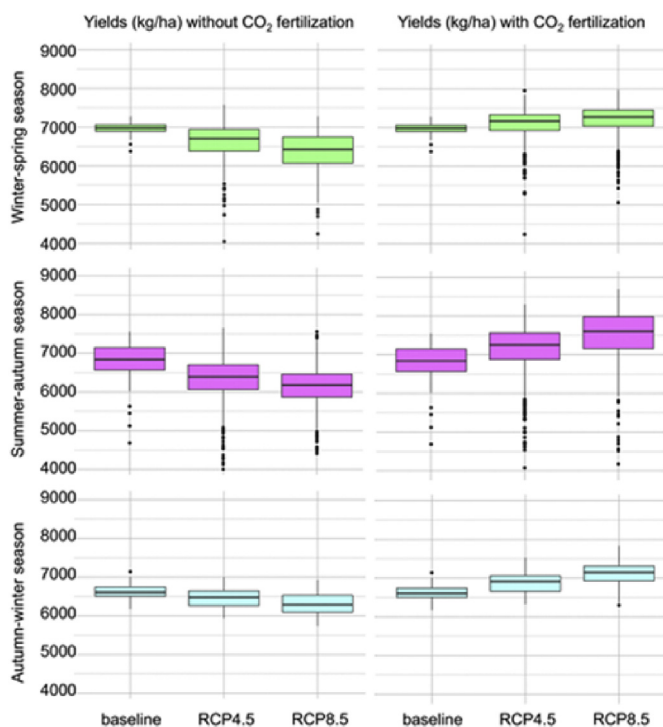 Yields (kg/ha) without CO₂ fertilization
Yields (kg/ha) with CO₂ fertilization
Winter-spring season
9000
8000
7000
6000
5000
4000
Summer-autumn season
9000
8000
7000
6000
5000
4000
Autumn-winter season
9000
8000
7000
6000
5000
4000
baseline RCP4.5 RCP8.5
baseline RCP4.5 RCP8.5